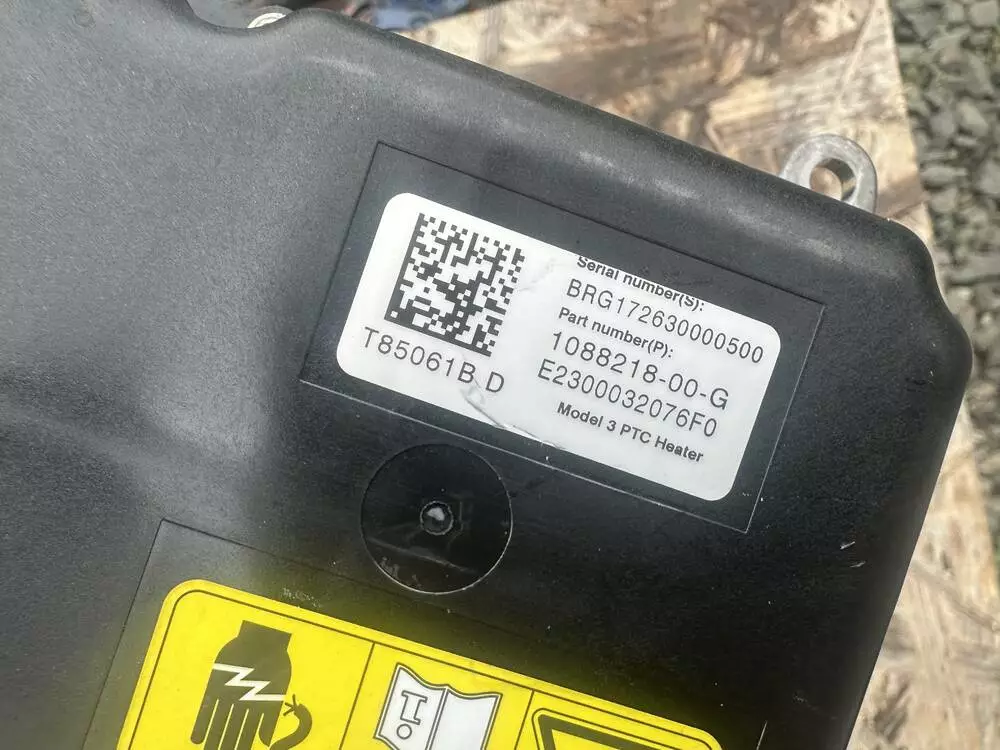 Serial number(S):
BRG172630000500
Part number(P):
1088218-00-G
E2300032076F0
Model 3 PTC Heater
T85061B D